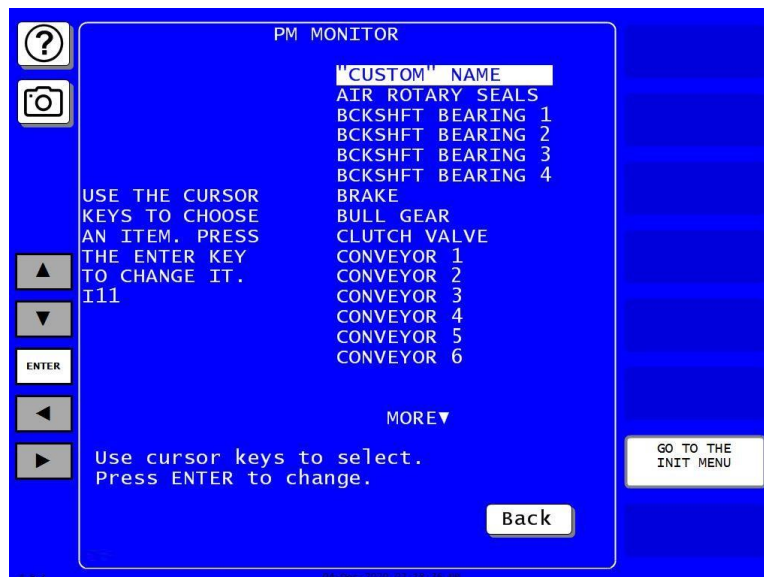 ?
PM MONITOR
"CUSTOM" NAME
AIR ROTARY SEALS
BCKSHFT BEARING 1
BCKSHFT BEARING 2
BCKSHFT BEARING 3
BCKSHFT BEARING 4
BRAKE
BULL GEAR
CLUTCH VALVE
CONVEYOR 1
CONVEYOR 2
CONVEYOR 3
CONVEYOR 4
CONVEYOR 5
CONVEYOR 6
MORE▼
USE THE CURSOR
KEYS TO CHOOSE
AN ITEM. PRESS
THE ENTER KEY
TO CHANGE IT.
I11
ENTER
Use cursor keys to select.
Press ENTER to change.
GO TO THE
INIT MENU
Back